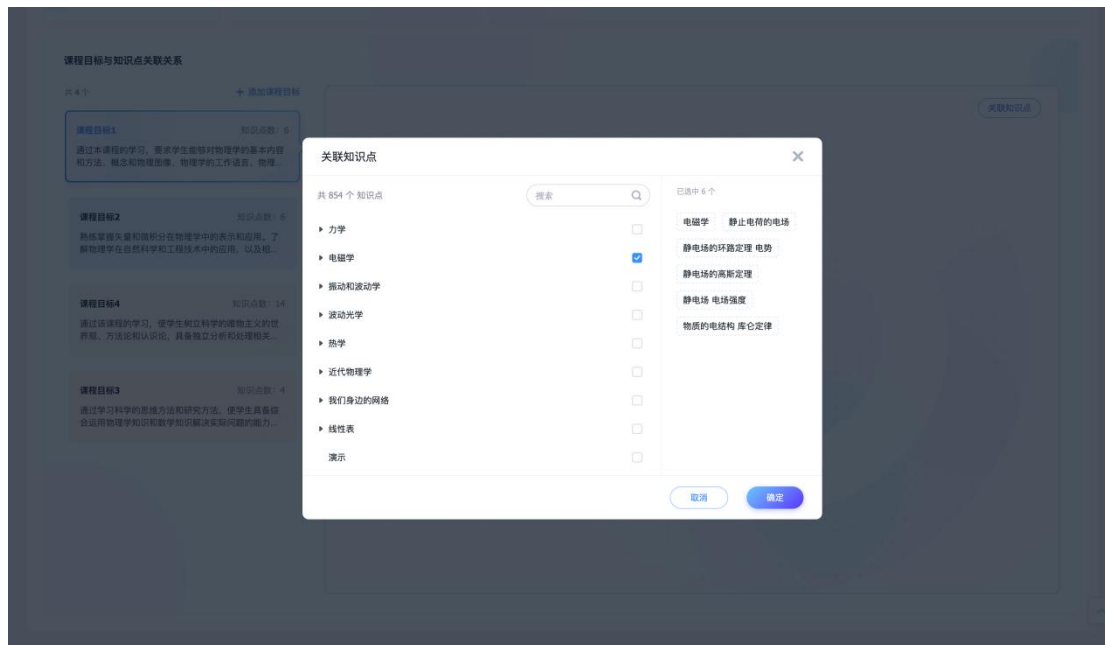 课程目标与知识点关联关系
共 4 个
+ 添加课程目标
关联知识点
课程目标1
知识点数：6
通过本课程的学习，要求学生能够对物理学的基本内容
和方法、概念和物理图像、物理学的工作语言、物理...
课程目标2
知识点数：6
熟练掌握矢量和微积分在物理学中的表示和应用。了
解物理学在自然科学和工程技术中的应用，以及相...
课程目标4
知识点数：14
通过该课程的学习，使学生树立科学的唯物主义的世
界观、方法论和认识论，具备独立分析和处理相关...
课程目标3
知识点数：4
通过学习科学的思维方法和研究方法，使学生具备综
合运用物理学知识和数学知识解决实际问题的能力...
关联知识点
共 854 个 知识点
搜索
力学
电磁学
振动和波动学
波动光学
热学
近代物理学
我们身边的网络
线性表
演示
已选中 6 个
电磁学 静止电荷的电场
静电场的环路定理 电势
静电场的高斯定理
静电场 电场强度
物质的电结构 库仑定律
取消
确定